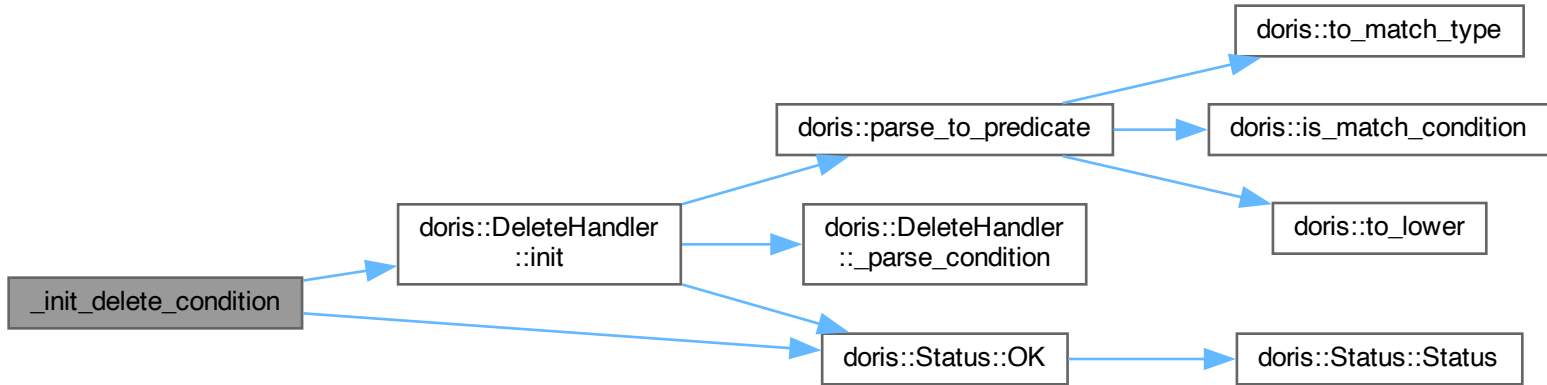 _init_delete_condition
doris::DeleteHandler
::init
doris::parse_to_predicate
doris::to_match_type
doris::is_match_condition
doris::to_lower
doris::DeleteHandler
::_parse_condition
doris::Status::OK
doris::Status::Status